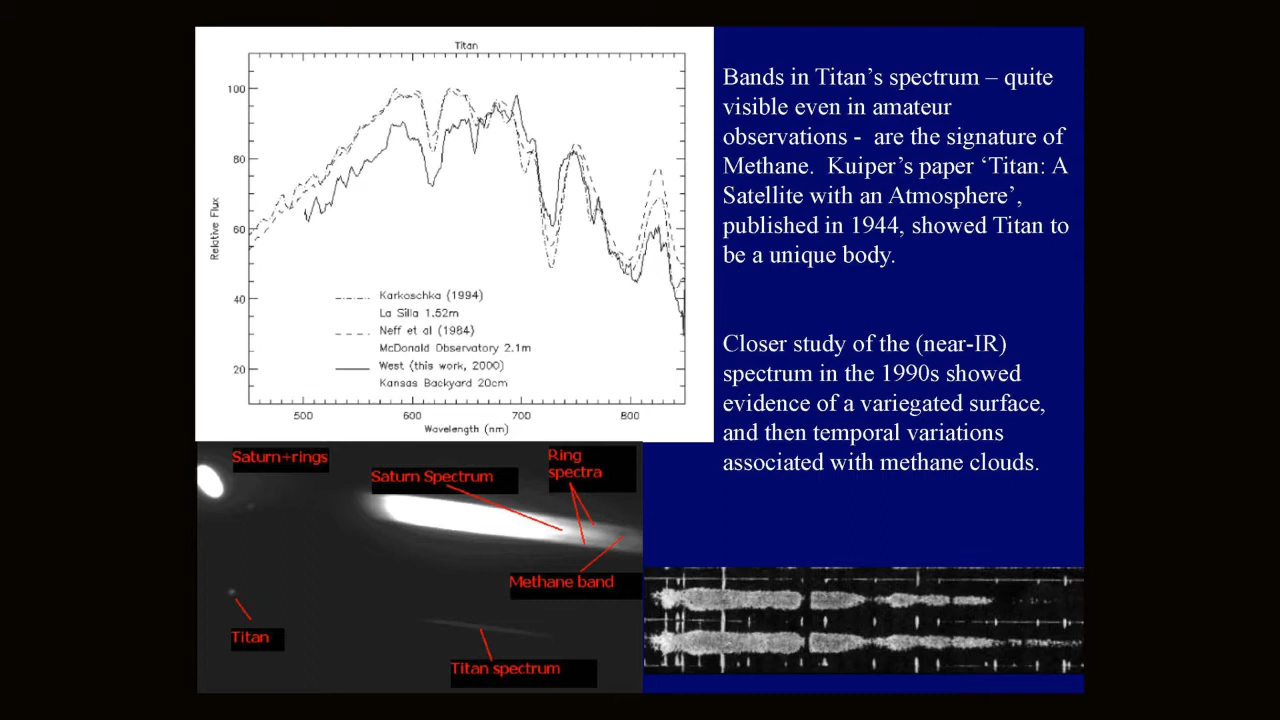 Titan
100
80
60
40
20
Relative Flux
Karkoschka (1994)
La Silla 1.52m
Neff et al (1984)
McDonald Observatory 2.1m
West (this work, 2000)
Kansas Backyard 20cm
500 600 700 800
Wavelength (nm)
Bands in Titan’s spectrum – quite
visible even in amateur
observations - are the signature of
Methane. Kuiper’s paper ‘Titan: A
Satellite with an Atmosphere’,
published in 1944, showed Titan to
be a unique body.
Closer study of the (near-IR)
spectrum in the 1990s showed
evidence of a variegated surface,
and then temporal variations
associated with methane clouds.
Saturn+rings
Saturn Spectrum
Ring
spectra
Methane band
Titan
Titan spectrum